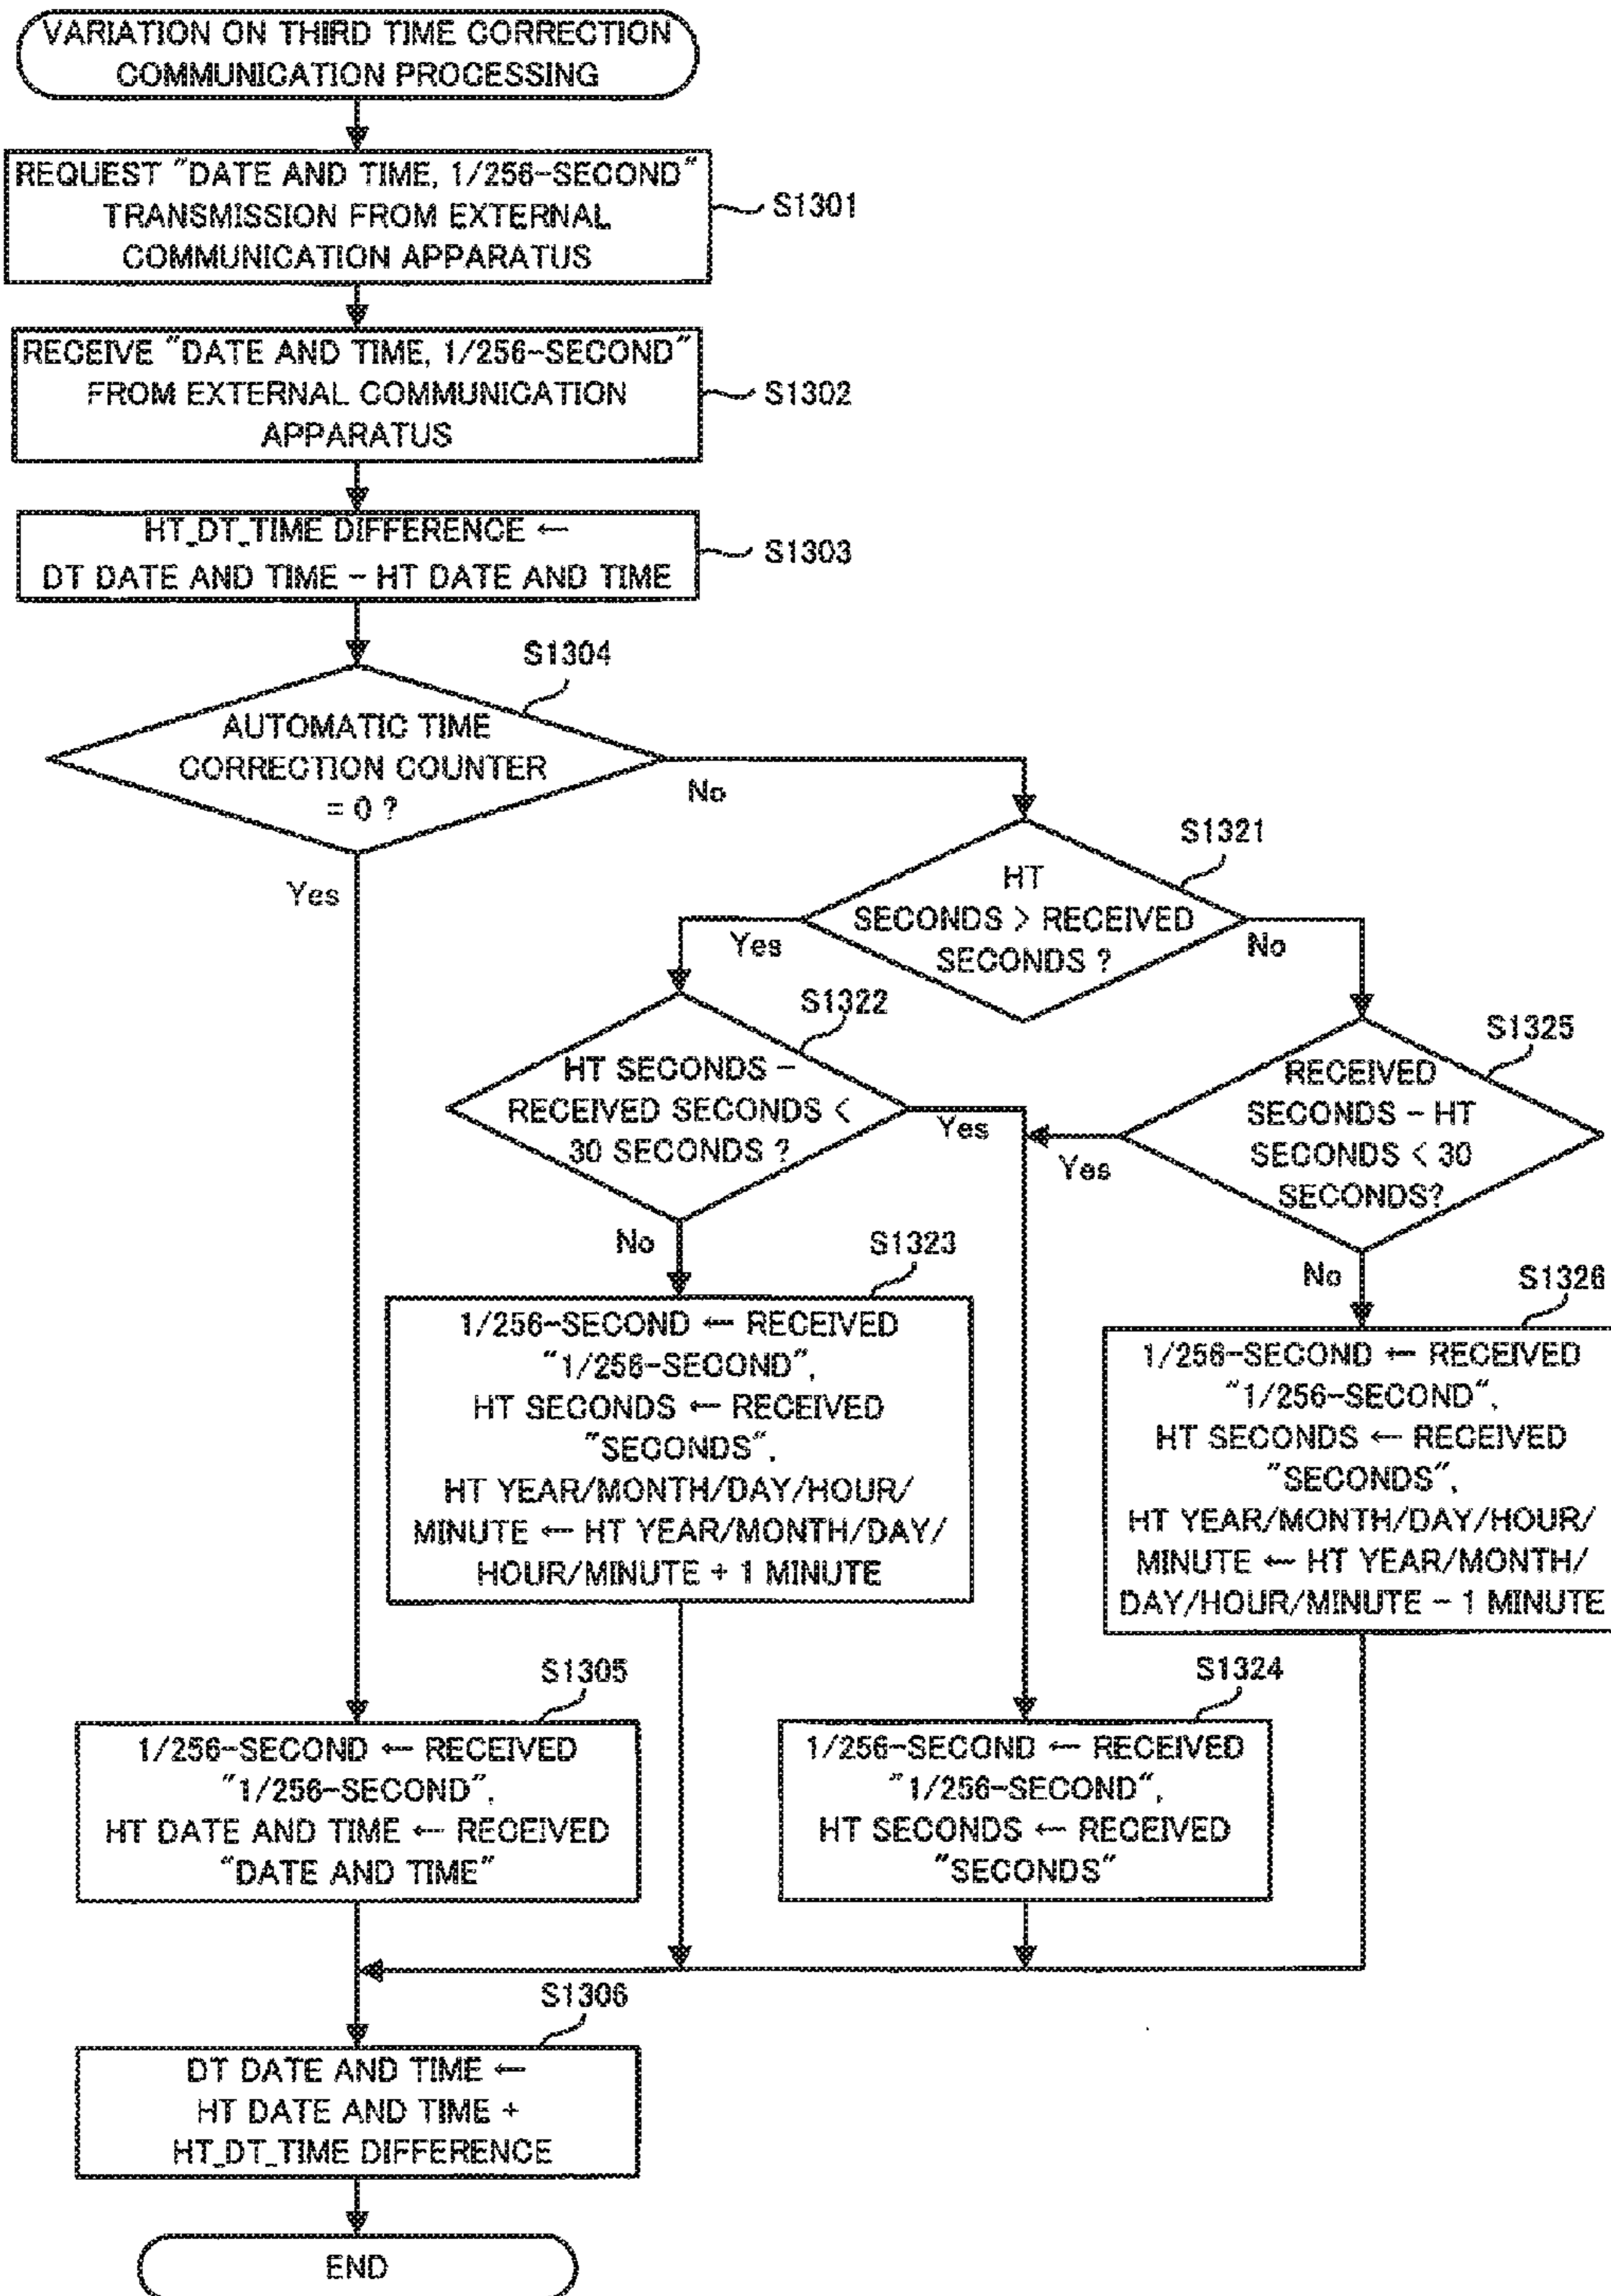 VARIATION ON THIRD TIME CORRECTION
COMMUNICATION PROCESSING
REQUEST "DATE AND TIME, 1/256-SECOND"
TRANSMISSION FROM EXTERNAL
COMMUNICATION APPARATUS
S1301
RECEIVE "DATE AND TIME, 1/256-SECOND"
FROM EXTERNAL COMMUNICATION
APPARATUS
S1302
HT_DT_TIME DIFFERENCE ←
DT DATE AND TIME - HT DATE AND TIME
S1303
S1304
AUTOMATIC TIME
CORRECTION COUNTER
= 0 ?
No
Yes
S1321
HT
SECONDS > RECEIVED
SECONDS ?
Yes
No
S1322
HT SECONDS -
RECEIVED SECONDS <
30 SECONDS ?
Yes
No
S1325
RECEIVED
SECONDS - HT
SECONDS < 30
SECONDS?
Yes
No
S1323
1/256-SECOND ← RECEIVED
"1/256-SECOND",
HT SECONDS ← RECEIVED
"SECONDS",
HT YEAR/MONTH/DAY/HOUR/
MINUTE ← HT YEAR/MONTH/DAY/
HOUR/MINUTE + 1 MINUTE
S1326
1/256-SECOND ← RECEIVED
"1/256-SECOND",
HT SECONDS ← RECEIVED
"SECONDS",
HT YEAR/MONTH/DAY/HOUR/
MINUTE ← HT YEAR/MONTH/
DAY/HOUR/MINUTE - 1 MINUTE
S1305
1/256-SECOND ← RECEIVED
"1/256-SECOND",
HT DATE AND TIME ← RECEIVED
"DATE AND TIME"
S1324
1/256-SECOND ← RECEIVED
"1/256-SECOND",
HT SECONDS ← RECEIVED
"SECONDS"
S1306
DT DATE AND TIME ←
HT DATE AND TIME +
HT_DT_TIME DIFFERENCE
END